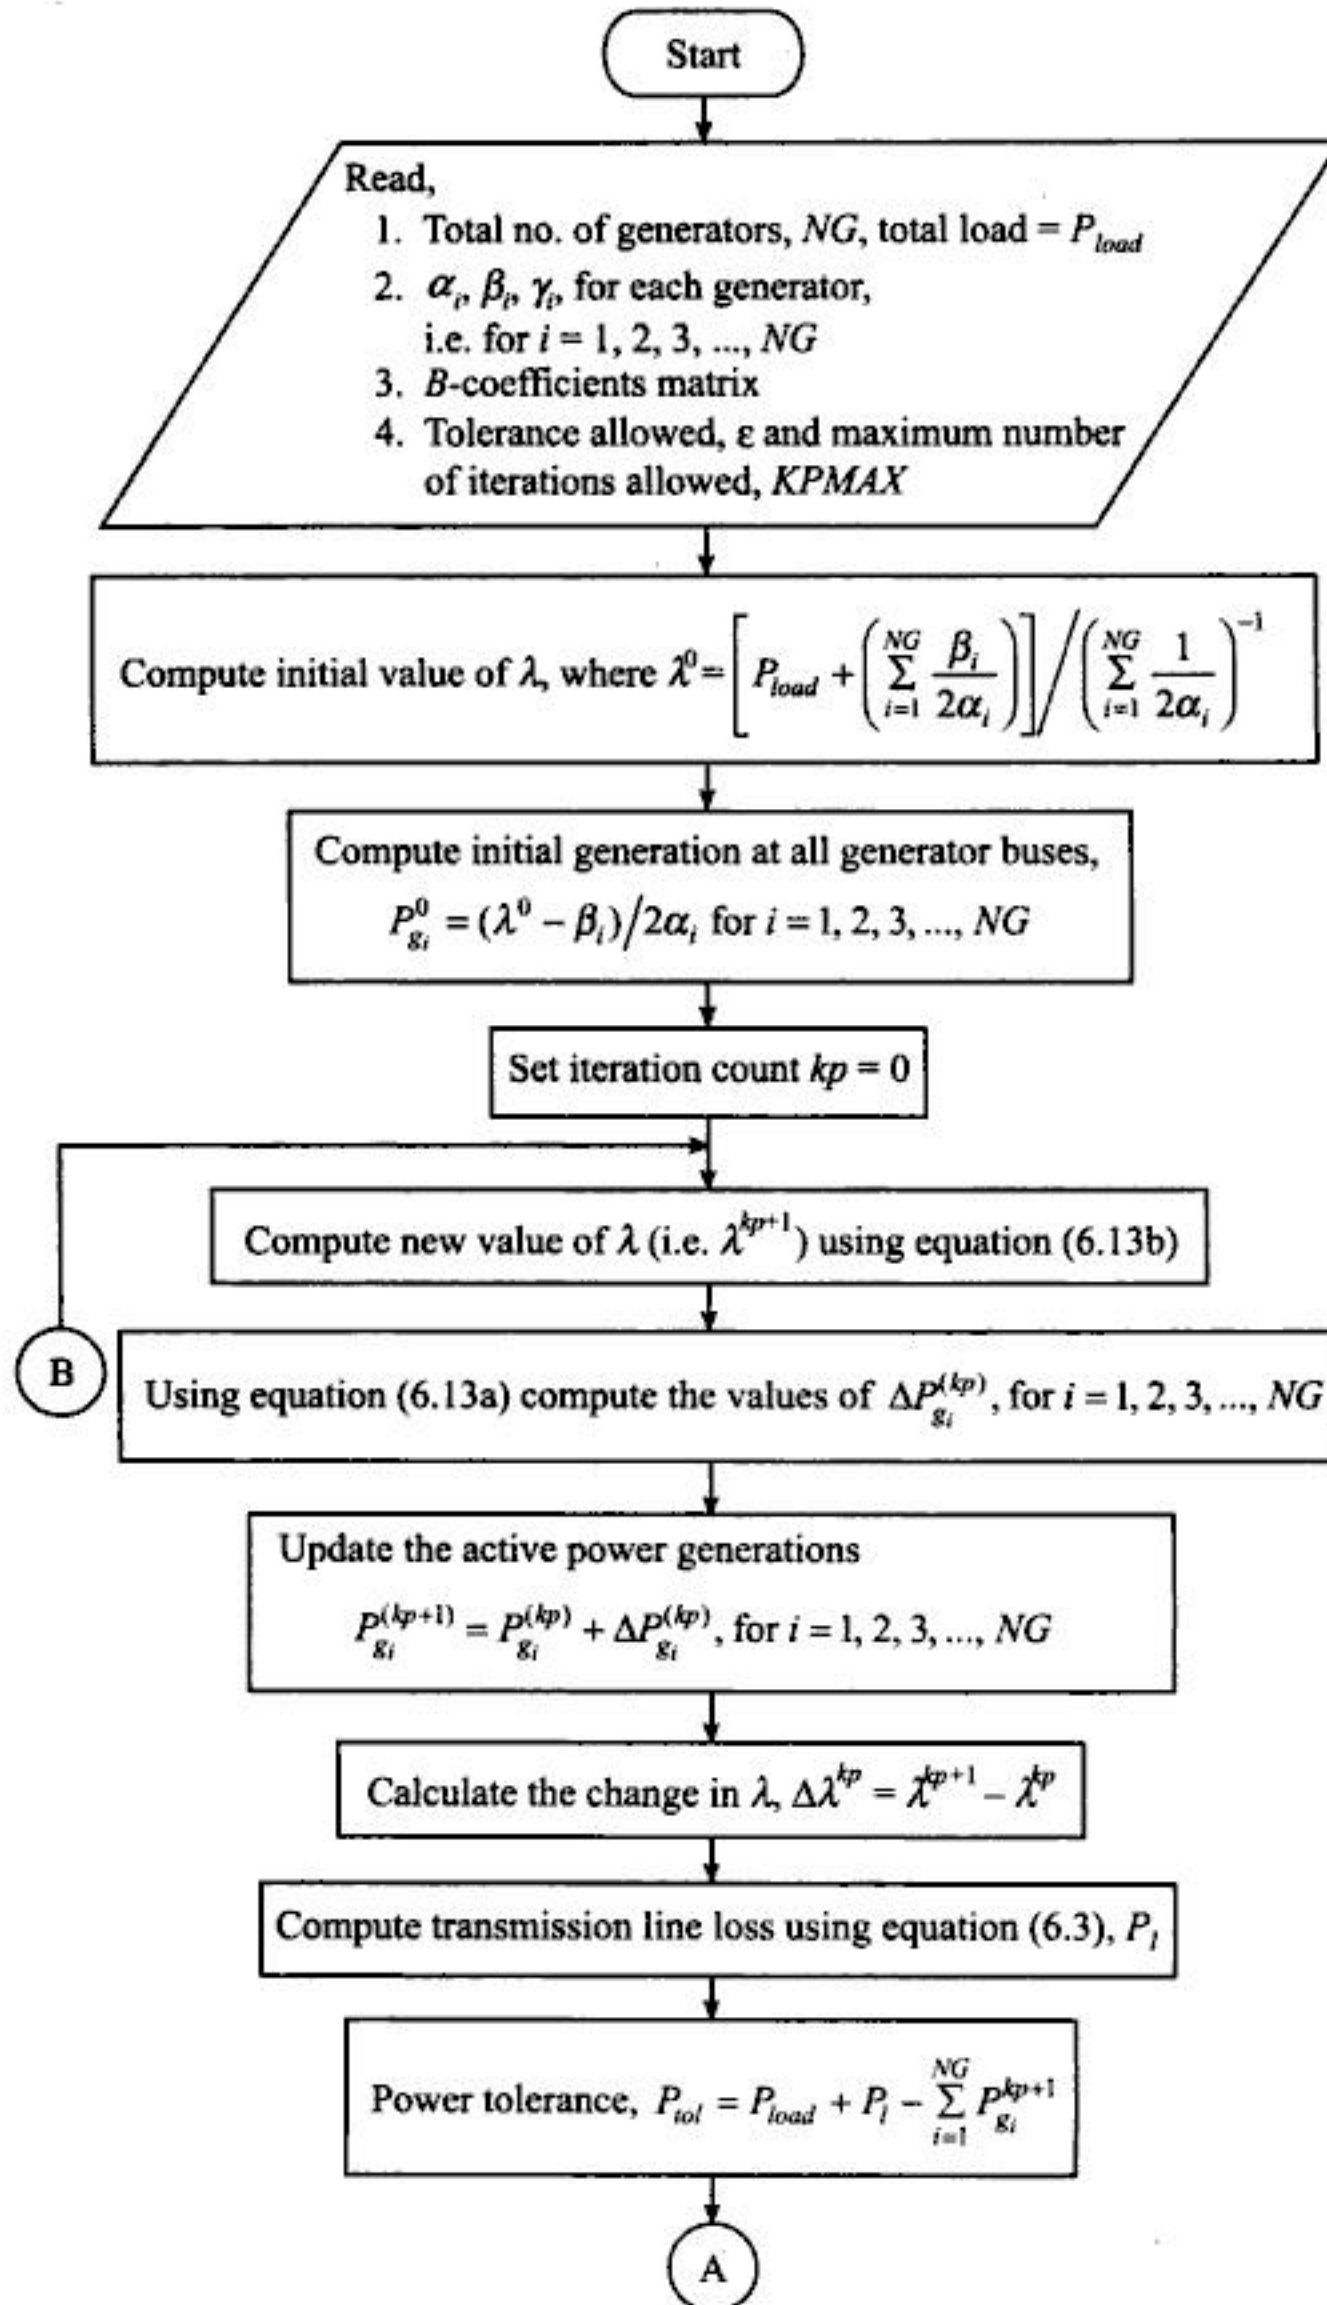 Start
Read,
1. Total no. of generators, NG, total load = P_load
2. α_i, β_i, γ_i, for each generator,
i.e. for i = 1, 2, 3, ..., NG
3. B-coefficients matrix
4. Tolerance allowed, ε and maximum number
of iterations allowed, KPMAX
Compute initial value of λ, where λ^0 = [P_load + (∑_{i=1}^{NG} β_i/2α_i)] / (∑_{i=1}^{NG} 1/2α_i)^{-1}
Compute initial generation at all generator buses,
P_{g_i}^0 = (λ^0 − β_i)/2α_i for i = 1, 2, 3, ..., NG
Set iteration count kp = 0
Compute new value of λ (i.e. λ^{kp+1}) using equation (6.13b)
B
Using equation (6.13a) compute the values of ΔP_{g_i}^{(kp)}, for i = 1, 2, 3, ..., NG
Update the active power generations
P_{g_i}^{(kp+1)} = P_{g_i}^{(kp)} + ΔP_{g_i}^{(kp)}, for i = 1, 2, 3, ..., NG
Calculate the change in λ, Δλ^{kp} = λ^{kp+1} − λ^{kp}
Compute transmission line loss using equation (6.3), P_l
Power tolerance, P_tol = P_load + P_l − ∑_{i=1}^{NG} P_{g_i}^{kp+1}
A